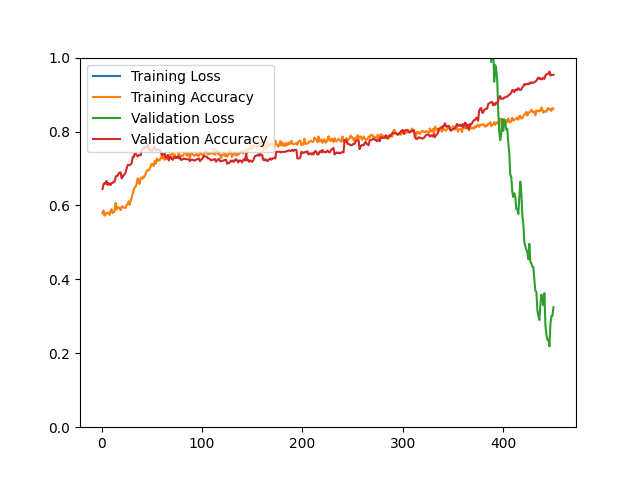 1.0
0.8
0.6
0.4
0.2
0.0
Training Loss
Training Accuracy
Validation Loss
Validation Accuracy
0 100 200 300 400